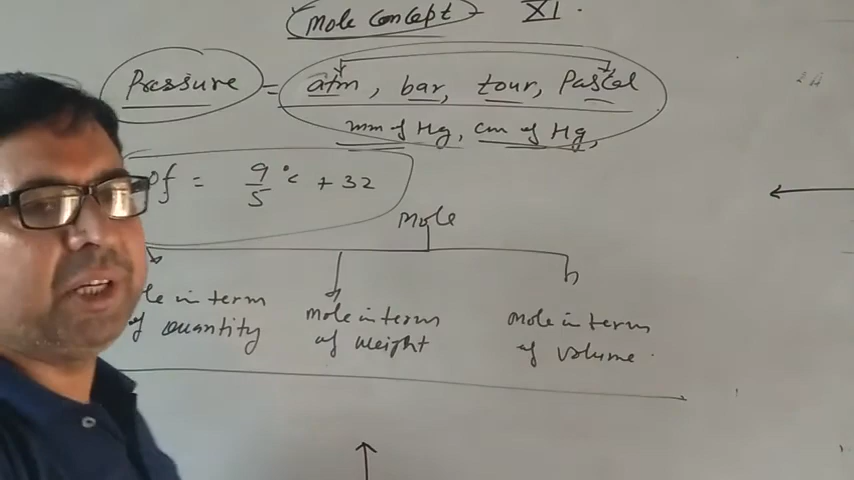 Mole Concept XI.
Pressure = atm, bar, tour, Pascal
mm of Hg, cm of Hg,
of = 9/5 °c + 32
Mole
le in term of quantity
mole in terms of weight
mole in term of volume.